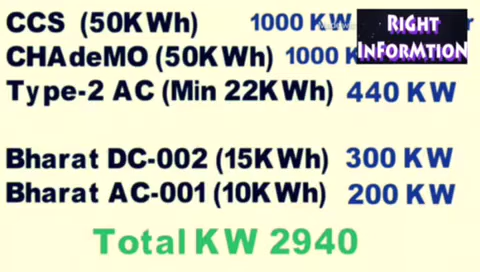 CCS (50KWh) 1000 KW
CHAdeMO (50KWh) 1000 K
Type-2 AC (Min 22KWh) 440 KW
Bharat DC-002 (15KWh) 300 KW
Bharat AC-001 (10KWh) 200 KW
Total KW 2940
RiGHT
InFORMTiON